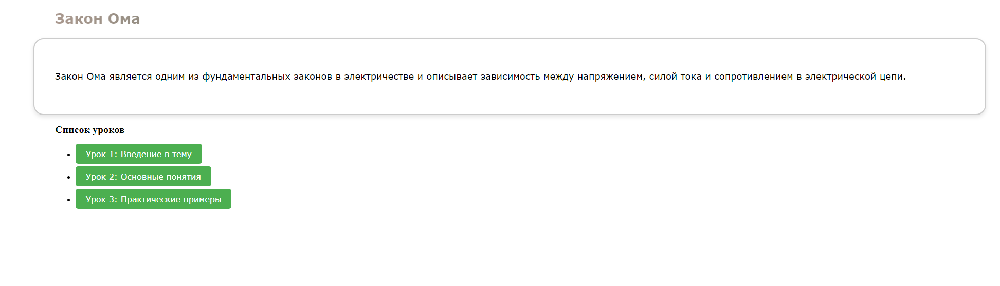 Закон Ома
Закон Ома является одним из фундаментальных законов в электричестве и описывает зависимость между напряжением, силой тока и сопротивлением в электрической цепи.
Список уроков
Урок 1: Введение в тему
Урок 2: Основные понятия
Урок 3: Практические примеры